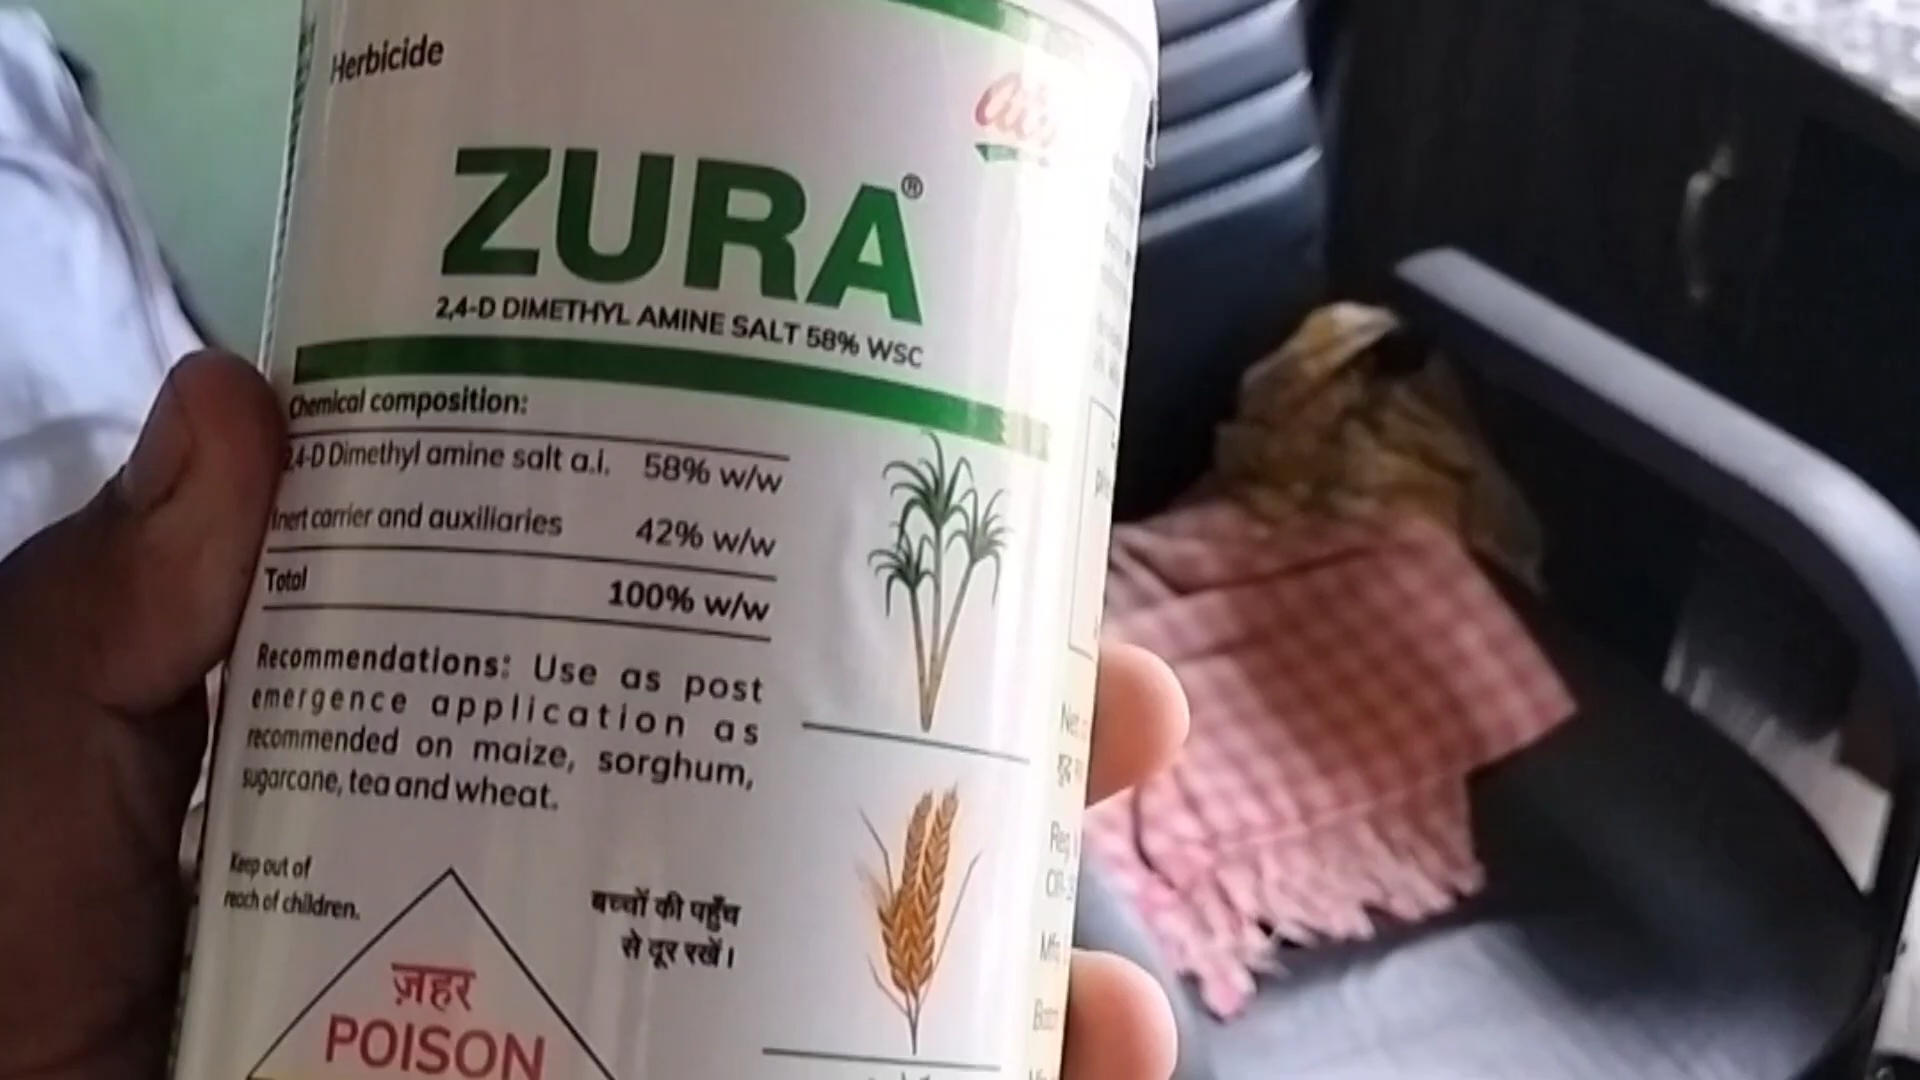 Herbicide
ZURA®
2,4-D DIMETHYL AMINE SALT 58% WSC
Chemical composition:
2,4-D Dimethyl amine salt a.i. 58% w/w
Inert carrier and auxiliaries 42% w/w
Total 100% w/w
Recommendations: Use as post
emergence application as
recommended on maize, sorghum,
sugarcane, tea and wheat.
Keep out of
reach of children.
बच्चों की पहुँच
से दूर रखें।
ज़हर
POISON